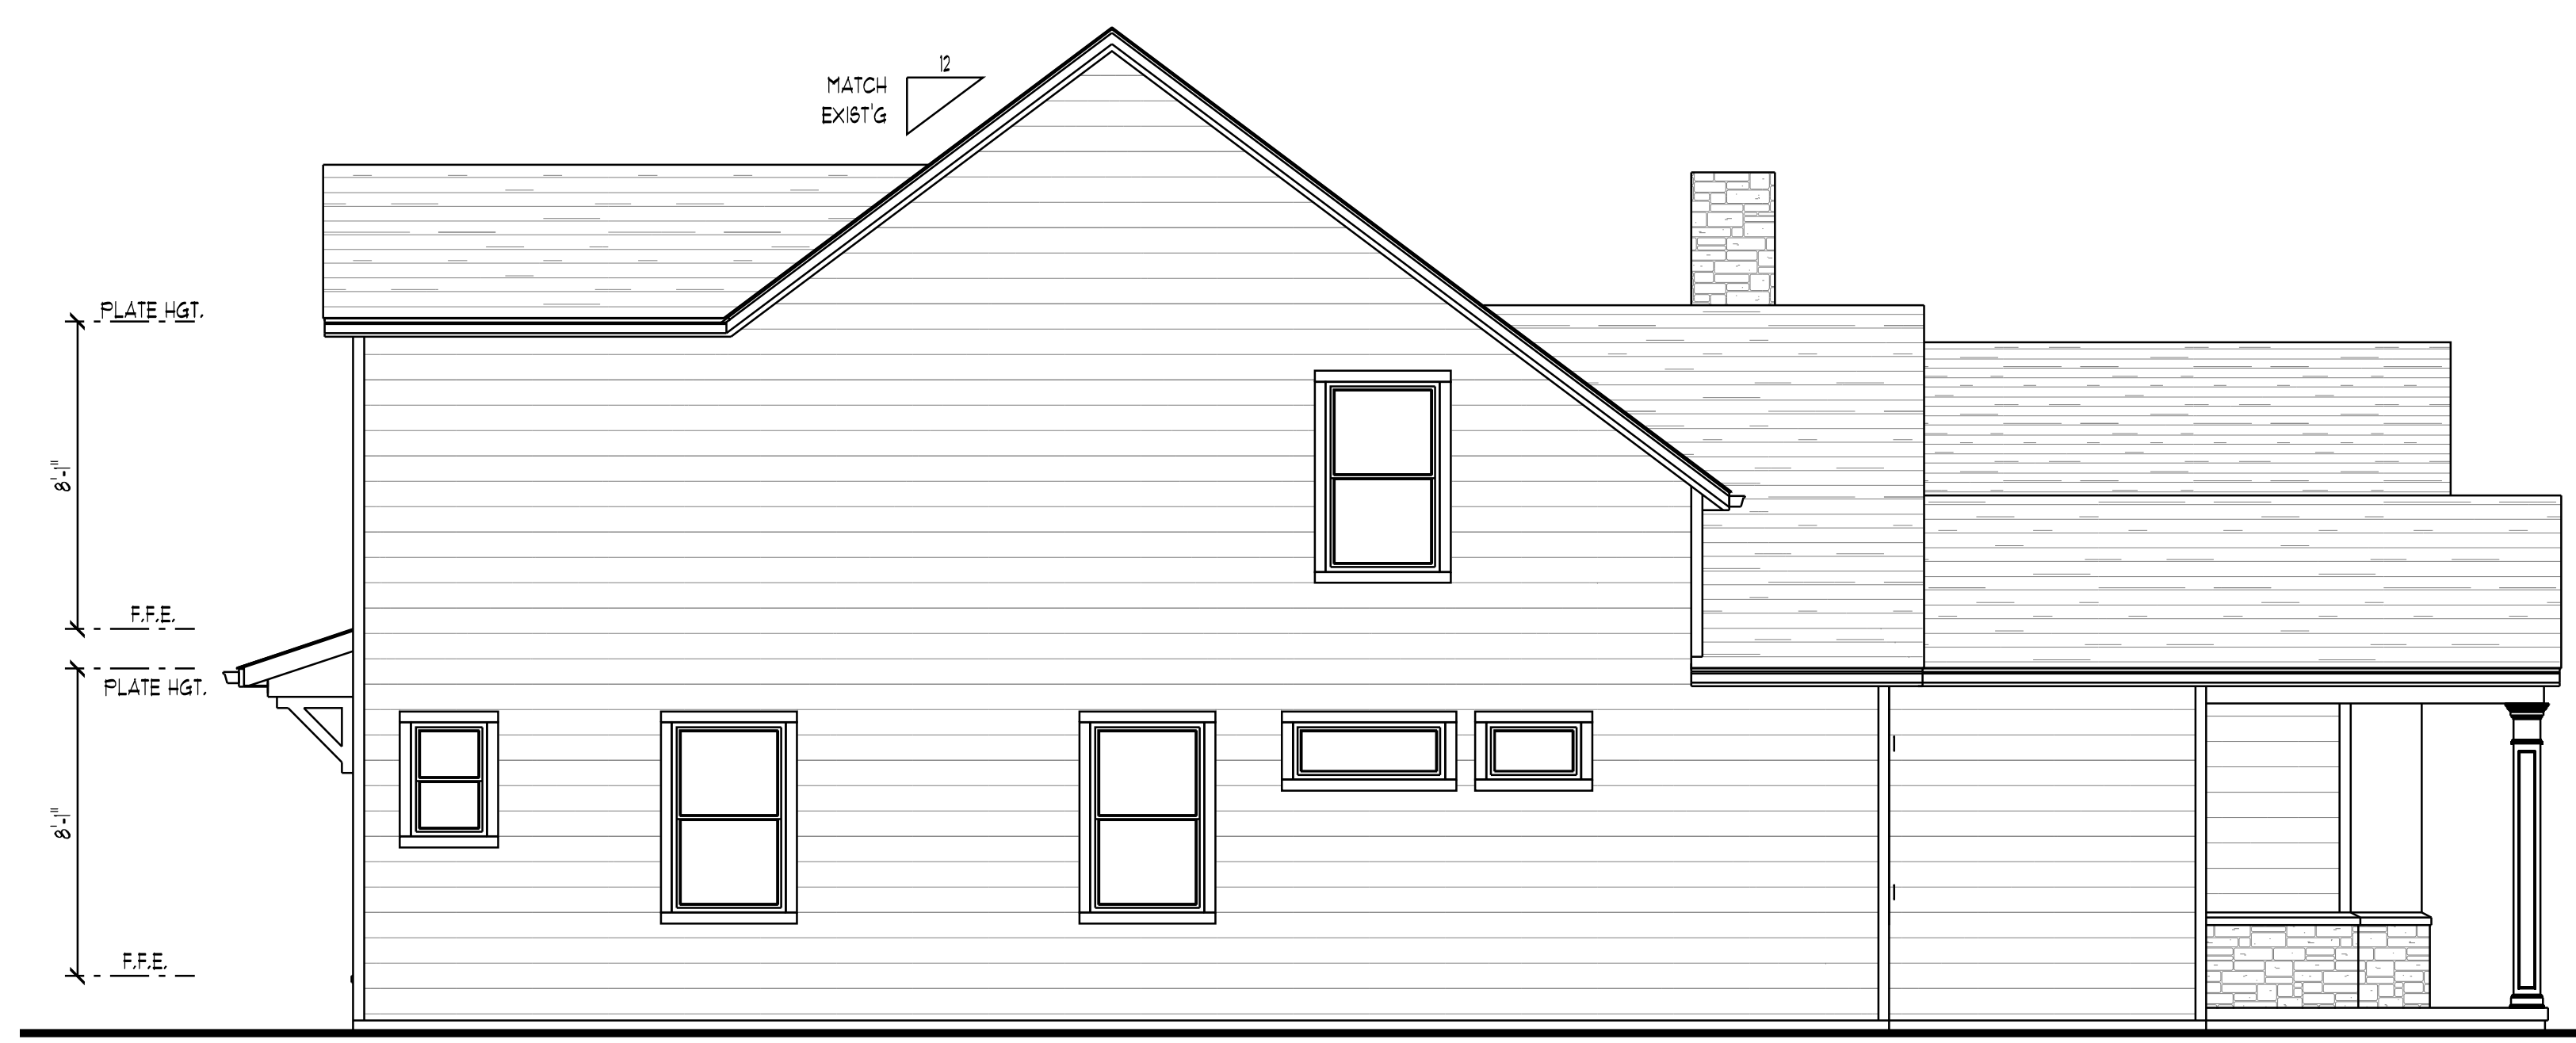 12
MATCH
EXIST'G
PLATE HGT.
8'-1"
F.F.E.
PLATE HGT.
8'-1"
F.F.E.